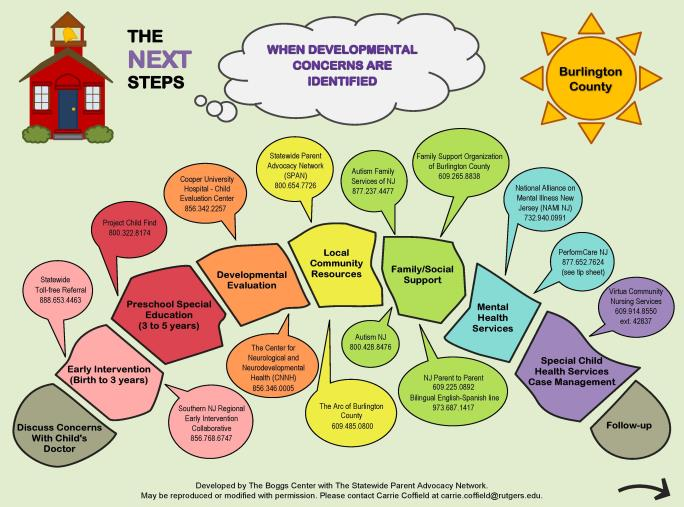 THE
NEXT
STEPS
WHEN DEVELOPMENTAL
CONCERNS ARE
IDENTIFIED
Burlington
County
Statewide
Toll-free Referral
888.653.4463
Project Child Find
800.322.8174
Cooper University
Hospital - Child
Evaluation Center
856.342.2257
Statewide Parent
Advocacy Network
(SPAN)
800.654.7726
Autism Family
Services of NJ
877.237.4477
Family Support Organization
of Burlington County
609.265.8838
National Alliance on
Mental Illness New
Jersey (NAMI NJ)
732.940.0991
PerformCare NJ
877.652.7624
(see tip sheet)
Virtua Community
Nursing Services
609.914.8550
ext. 42837
Discuss Concerns
With Child's
Doctor
Early Intervention
(Birth to 3 years)
Preschool Special
Education
(3 to 5 years)
Developmental
Evaluation
Local
Community
Resources
Family/Social
Support
Mental
Health
Services
Special Child
Health Services
Case Management
Follow-up
Southern NJ Regional
Early Intervention
Collaborative
856.768.6747
The Center for
Neurological and
Neurodevelopmental
Health (CNNH)
856.346.0005
The Arc of Burlington
County
609.485.0800
Autism NJ
800.428.8476
NJ Parent to Parent
609.225.0892
Bilingual English-Spanish line
973.687.1417
Developed by The Boggs Center with The Statewide Parent Advocacy Network.
May be reproduced or modified with permission. Please contact Carrie Coffield at carrie.coffield@rutgers.edu.